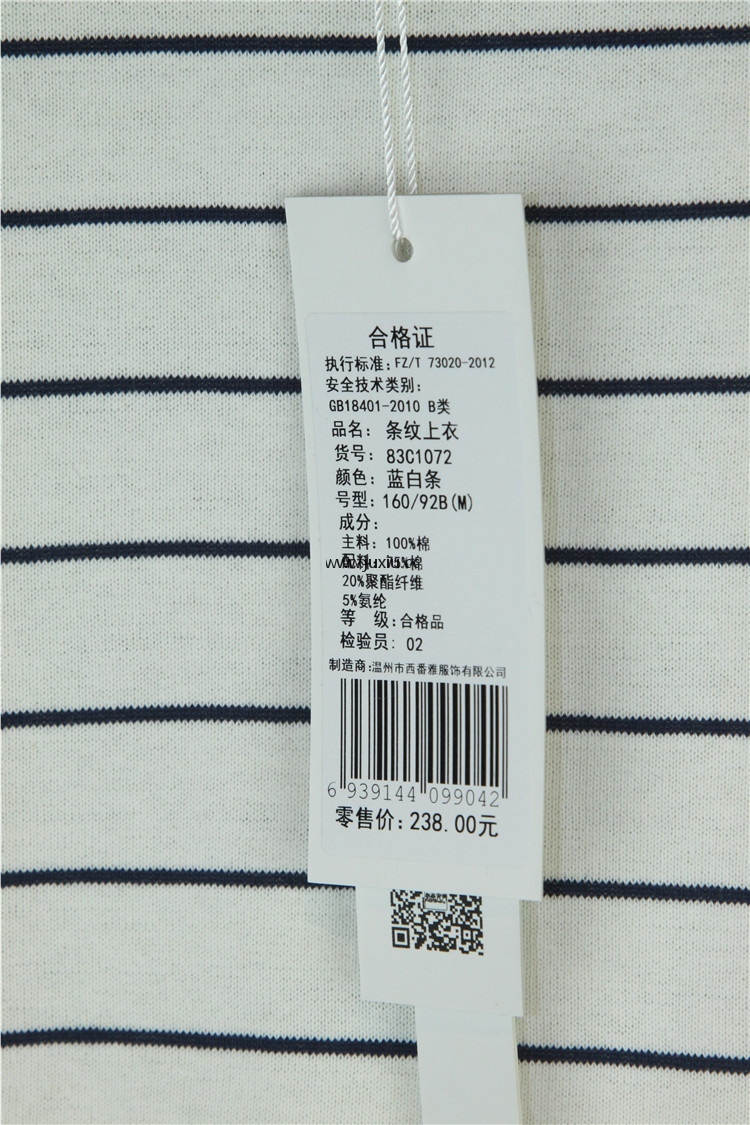 合格证
执行标准:FZ/T 73020-2012
安全技术类别:
GB18401-2010 B类
品名: 条纹上衣
货号: 83C1072
颜色: 蓝白条
号型: 160/92B(M)
成分:
主料: 100%棉
配料: 75%棉
20%聚酯纤维
5%氨纶
等 级:合格品
检验员: 02
制造商:温州市西番雅服饰有限公司
6 939144 099042
零售价:238.00元